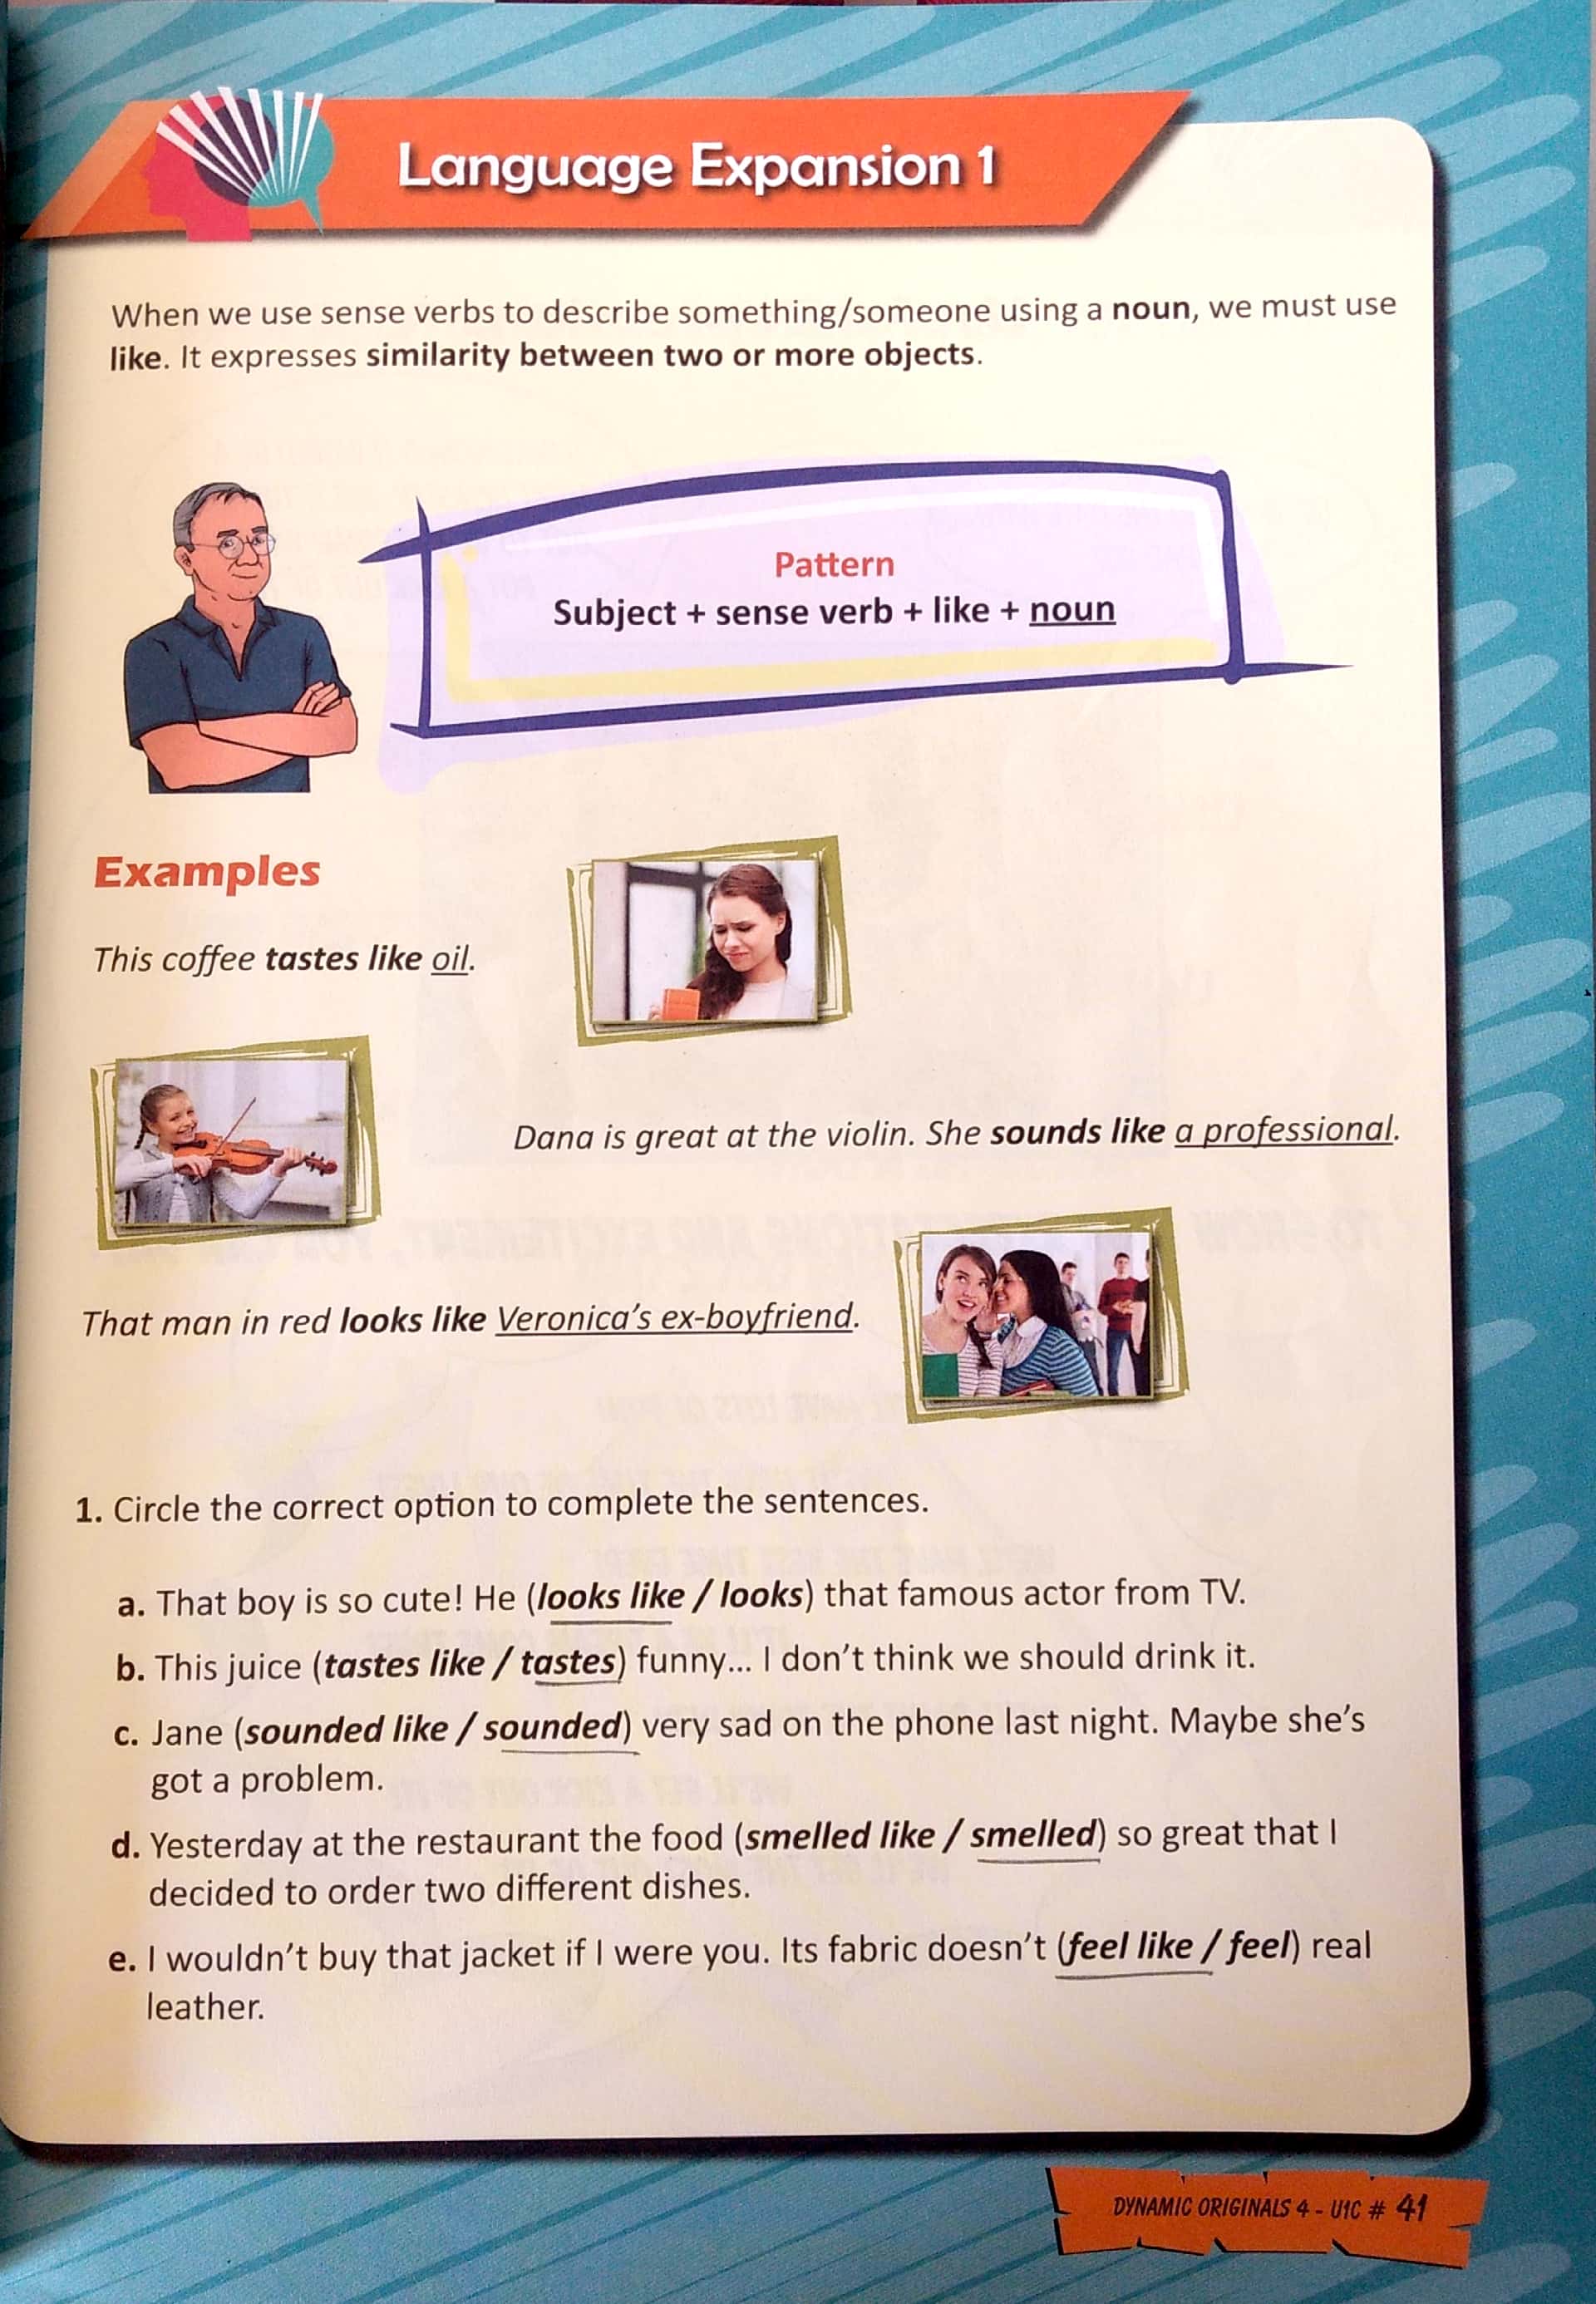 Language Expansion 1
When we use sense verbs to describe something/someone using a noun, we must use
like. It expresses similarity between two or more objects.
Pattern
Subject + sense verb + like + noun
Examples
This coffee tastes like oil.
Dana is great at the violin. She sounds like a professional.
That man in red looks like Veronica's ex-boyfriend.
1. Circle the correct option to complete the sentences.
a. That boy is so cute! He (looks like / looks) that famous actor from TV.
b. This juice (tastes like / tastes) funny... I don't think we should drink it.
c. Jane (sounded like / sounded) very sad on the phone last night. Maybe she's
got a problem.
d. Yesterday at the restaurant the food (smelled like / smelled) so great that I
decided to order two different dishes.
e. I wouldn't buy that jacket if I were you. Its fabric doesn't (feel like / feel) real
leather.
DYNAMIC ORIGINALS 4 - U1C # 41